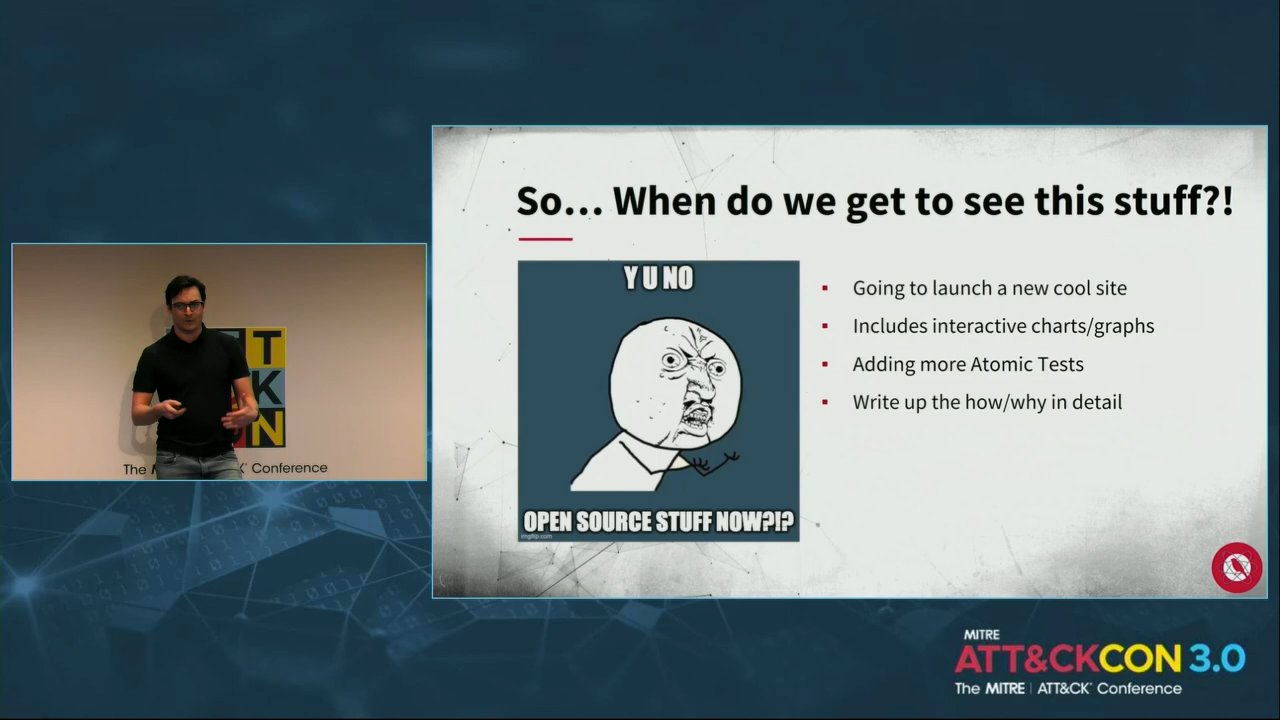 So... When do we get to see this stuff?!
Y U NO
OPEN SOURCE STUFF NOW?!?
imgflip.com
Going to launch a new cool site
Includes interactive charts/graphs
Adding more Atomic Tests
Write up the how/why in detail
T
K
N
The M K Conference
MITRE
ATT&CKCON 3.0
The MITRE | ATT&CK® Conference